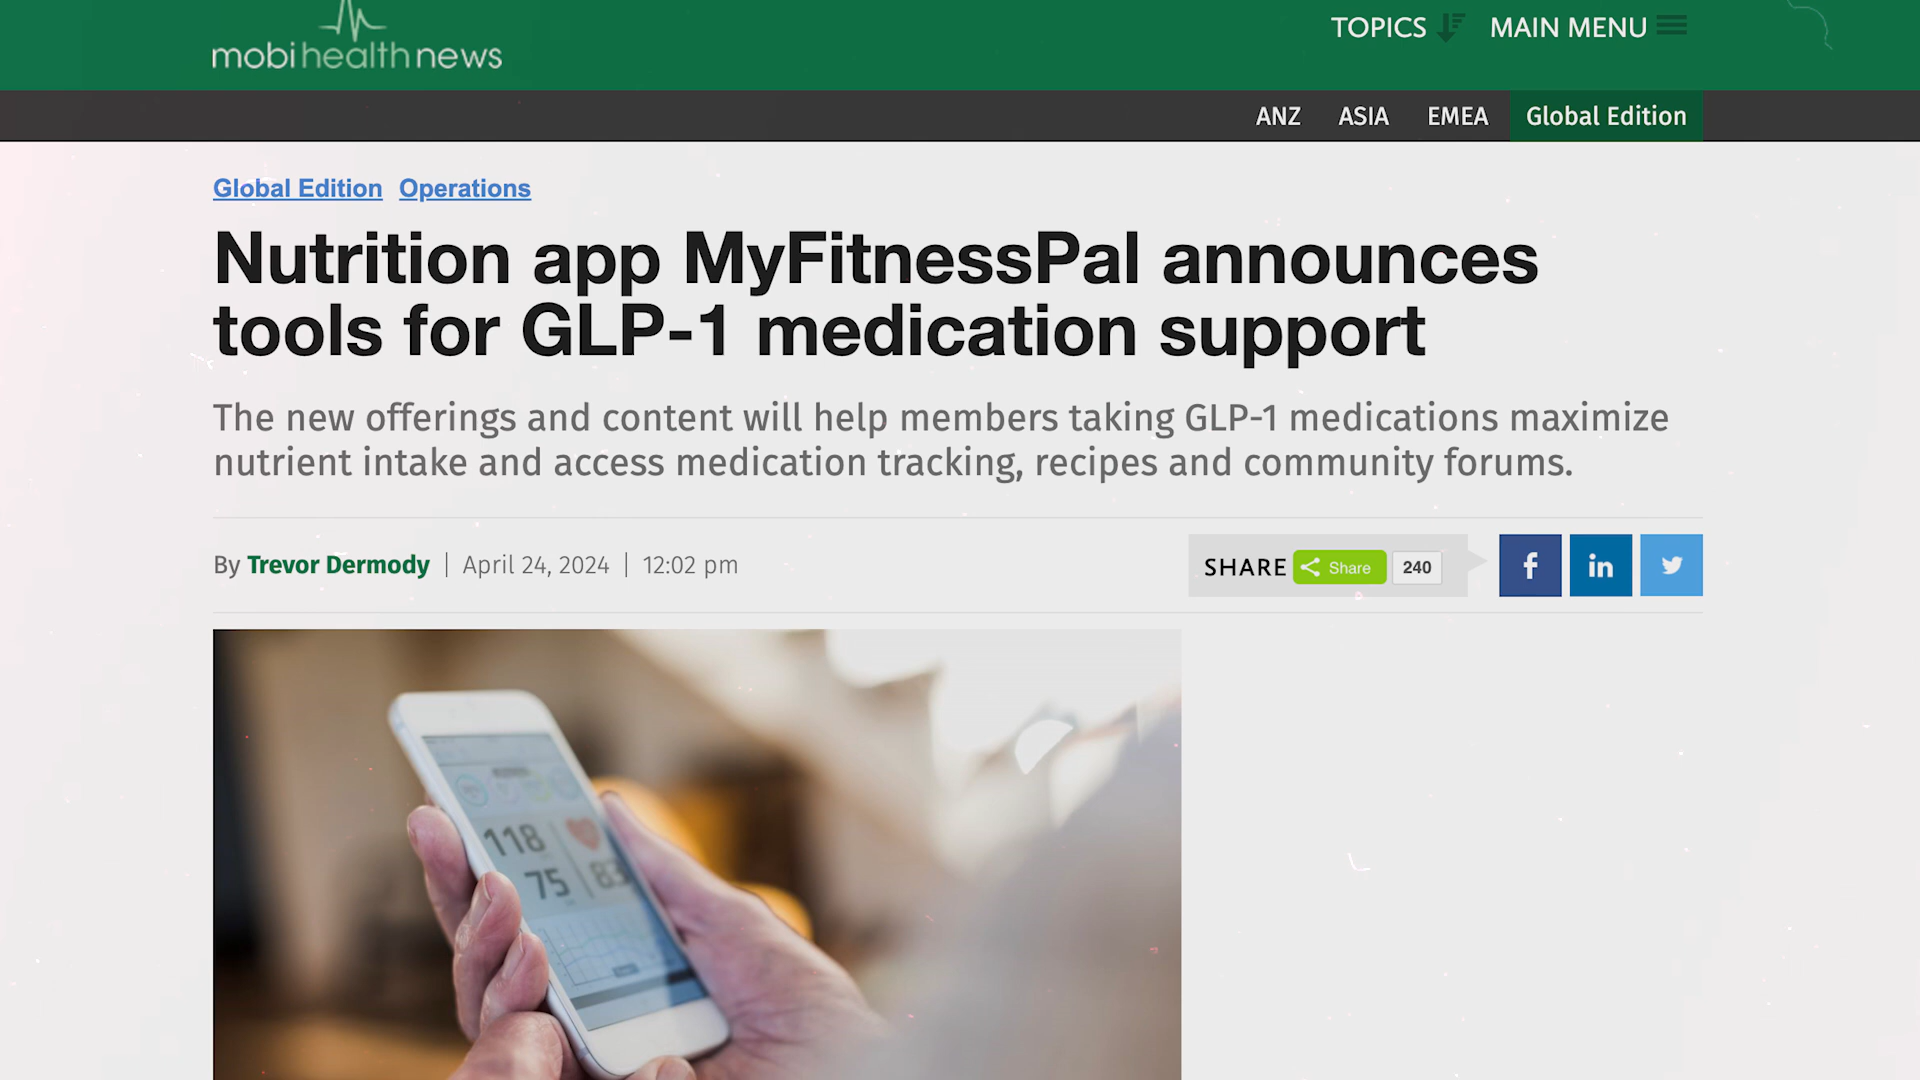 mobihealthnews
TOPICS
MAIN MENU
ANZ
ASIA
EMEA
Global Edition
Global Edition Operations
Nutrition app MyFitnessPal announces
tools for GLP-1 medication support
The new offerings and content will help members taking GLP-1 medications maximize
nutrient intake and access medication tracking, recipes and community forums.
By Trevor Dermody | April 24, 2024 | 12:02 pm
SHARE
Share
240
f
in
118
75
83